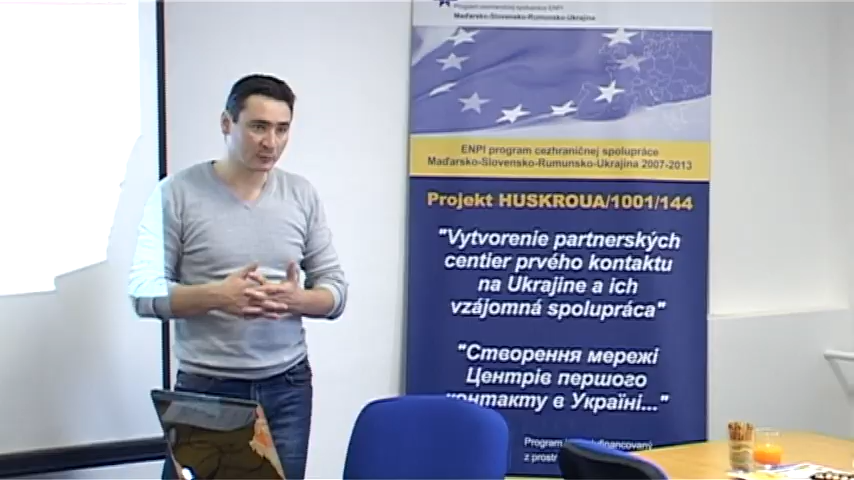 Program cezhraničnej spolupráce ENPI
Maďarsko-Slovensko-Rumunsko-Ukrajina
ENPI program cezhraničnej spolupráce
Maďarsko-Slovensko-Rumunsko-Ukrajina 2007-2013
Projekt HUSKROUA/1001/144
"Vytvorenie partnerských
centier prvého kontaktu
na Ukrajine a ich
vzájomná spolupráca"
"Створення мережі
Центрів першого
контакту в Україні..."
Program financovaný
z